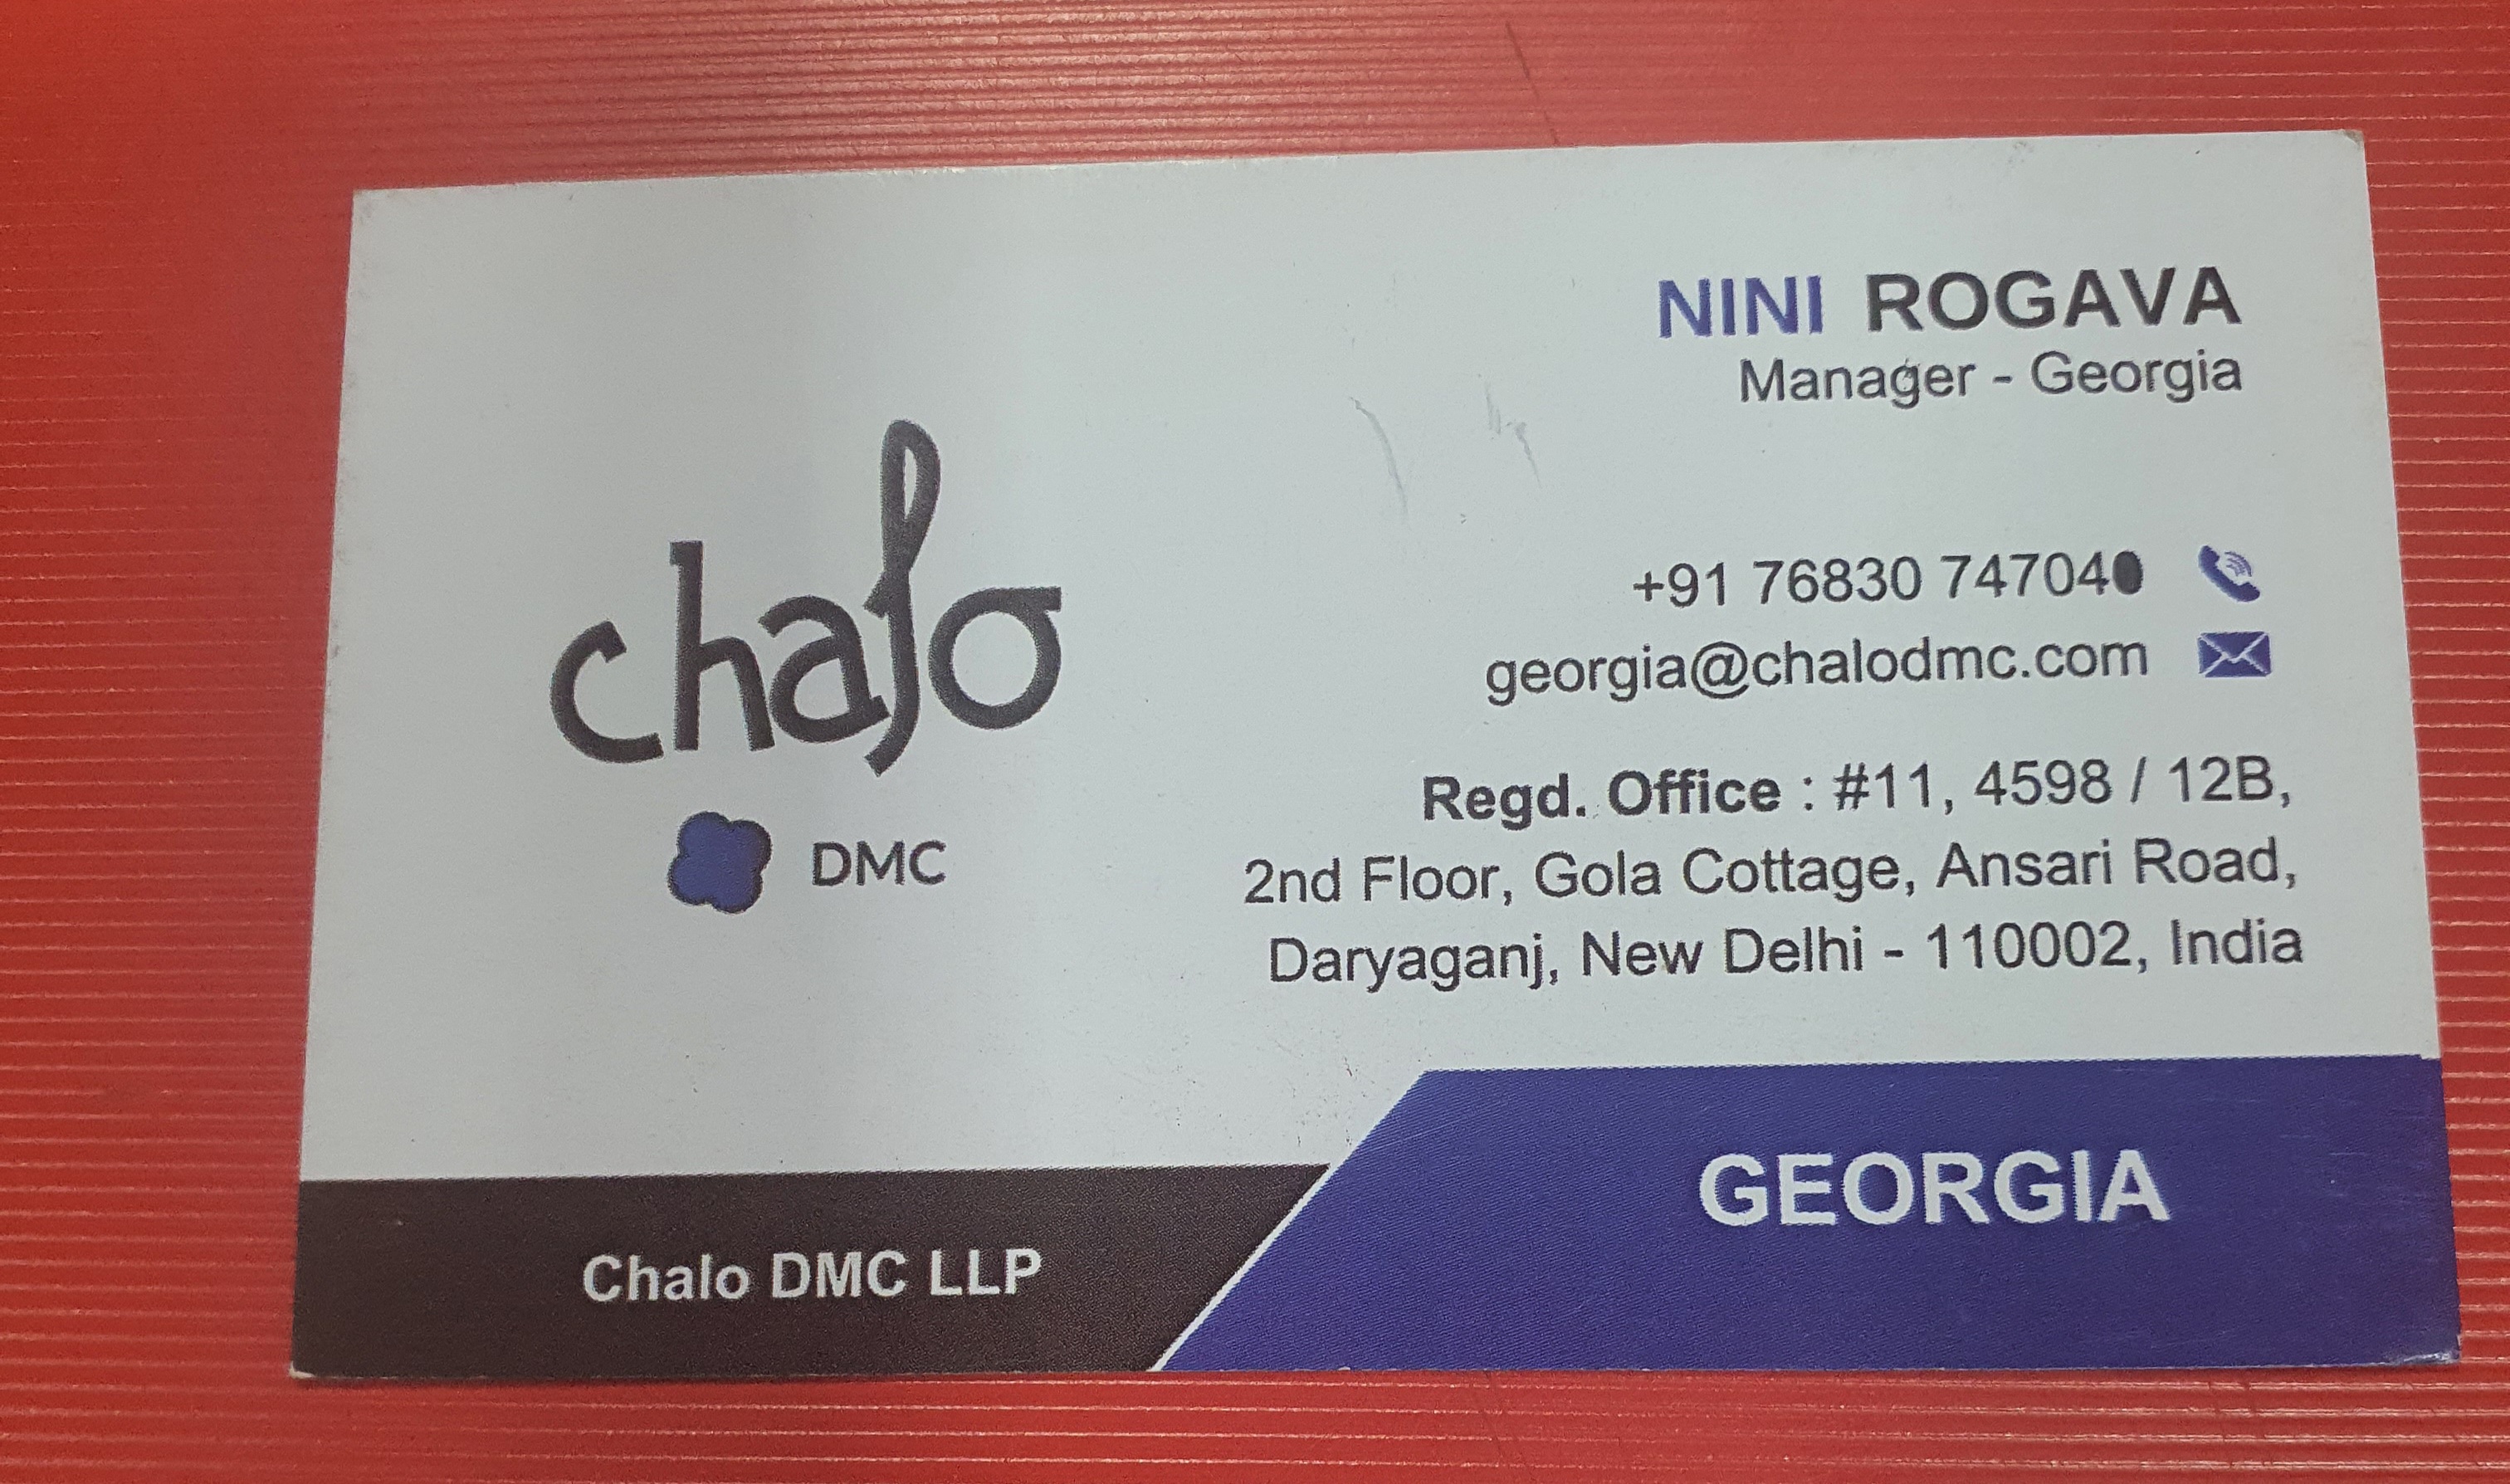 NINI ROGAVA
Manager - Georgia
chalo
DMC
+91 76830 74704
georgia@chalodmc.com
Regd. Office : #11, 4598 / 12B,
2nd Floor, Gola Cottage, Ansari Road,
Daryaganj, New Delhi - 110002, India
GEORGIA
Chalo DMC LLP